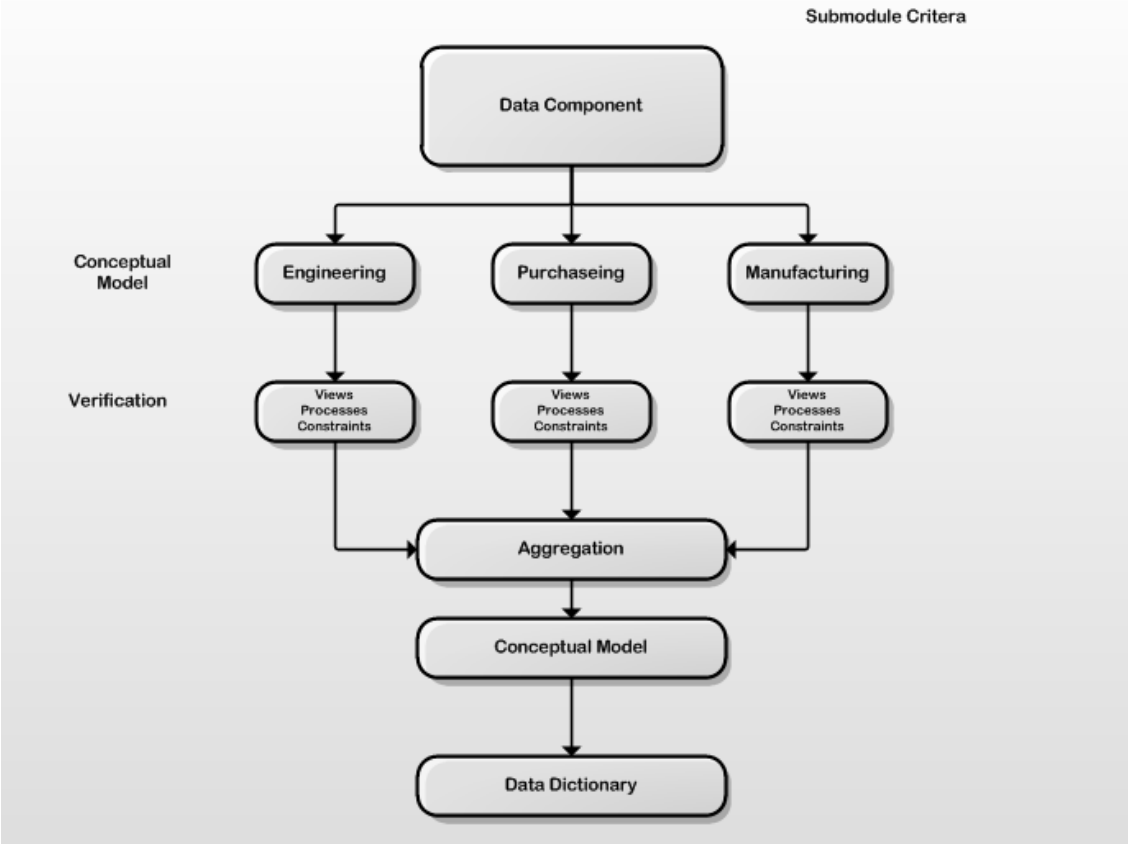 Submodule Critera
Data Component
Conceptual
Model
Engineering
Purchaseing
Manufacturing
Verification
Views
Processes
Constraints
Views
Processes
Constraints
Views
Processes
Constraints
Aggregation
Conceptual Model
Data Dictionary